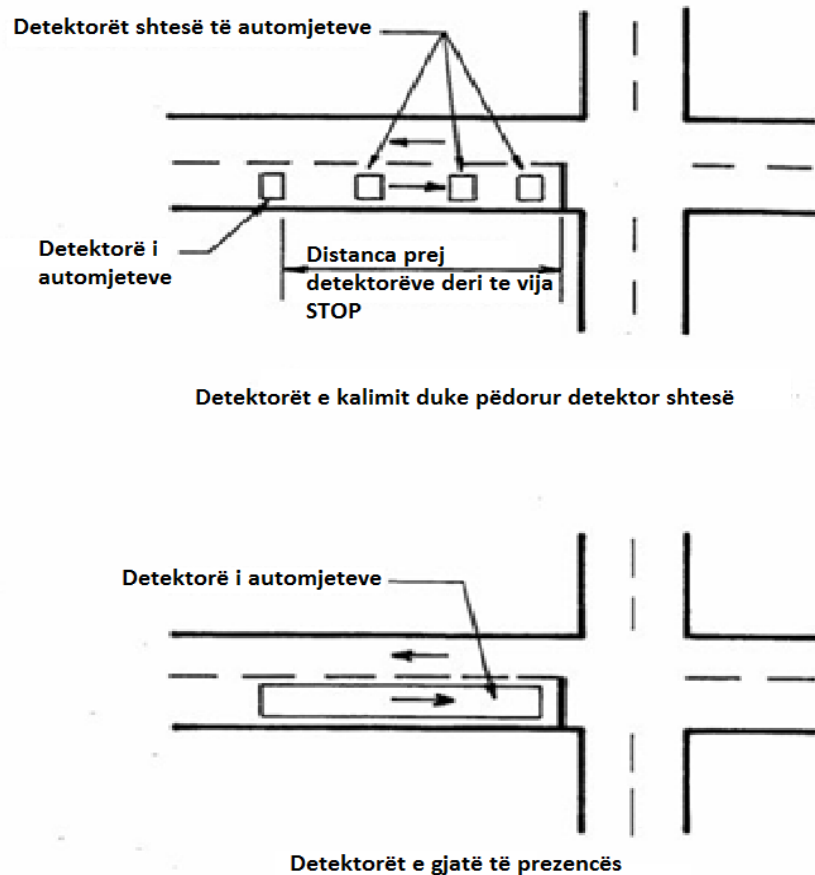 Detektorët shtesë të automjeteve
Detektorë i
automjeteve
Distanca prej
detektorëve deri te vija
STOP
Detektorët e kalimit duke pëdorur detektor shtesë
Detektorë i automjeteve
Detektorët e gjatë të prezencës